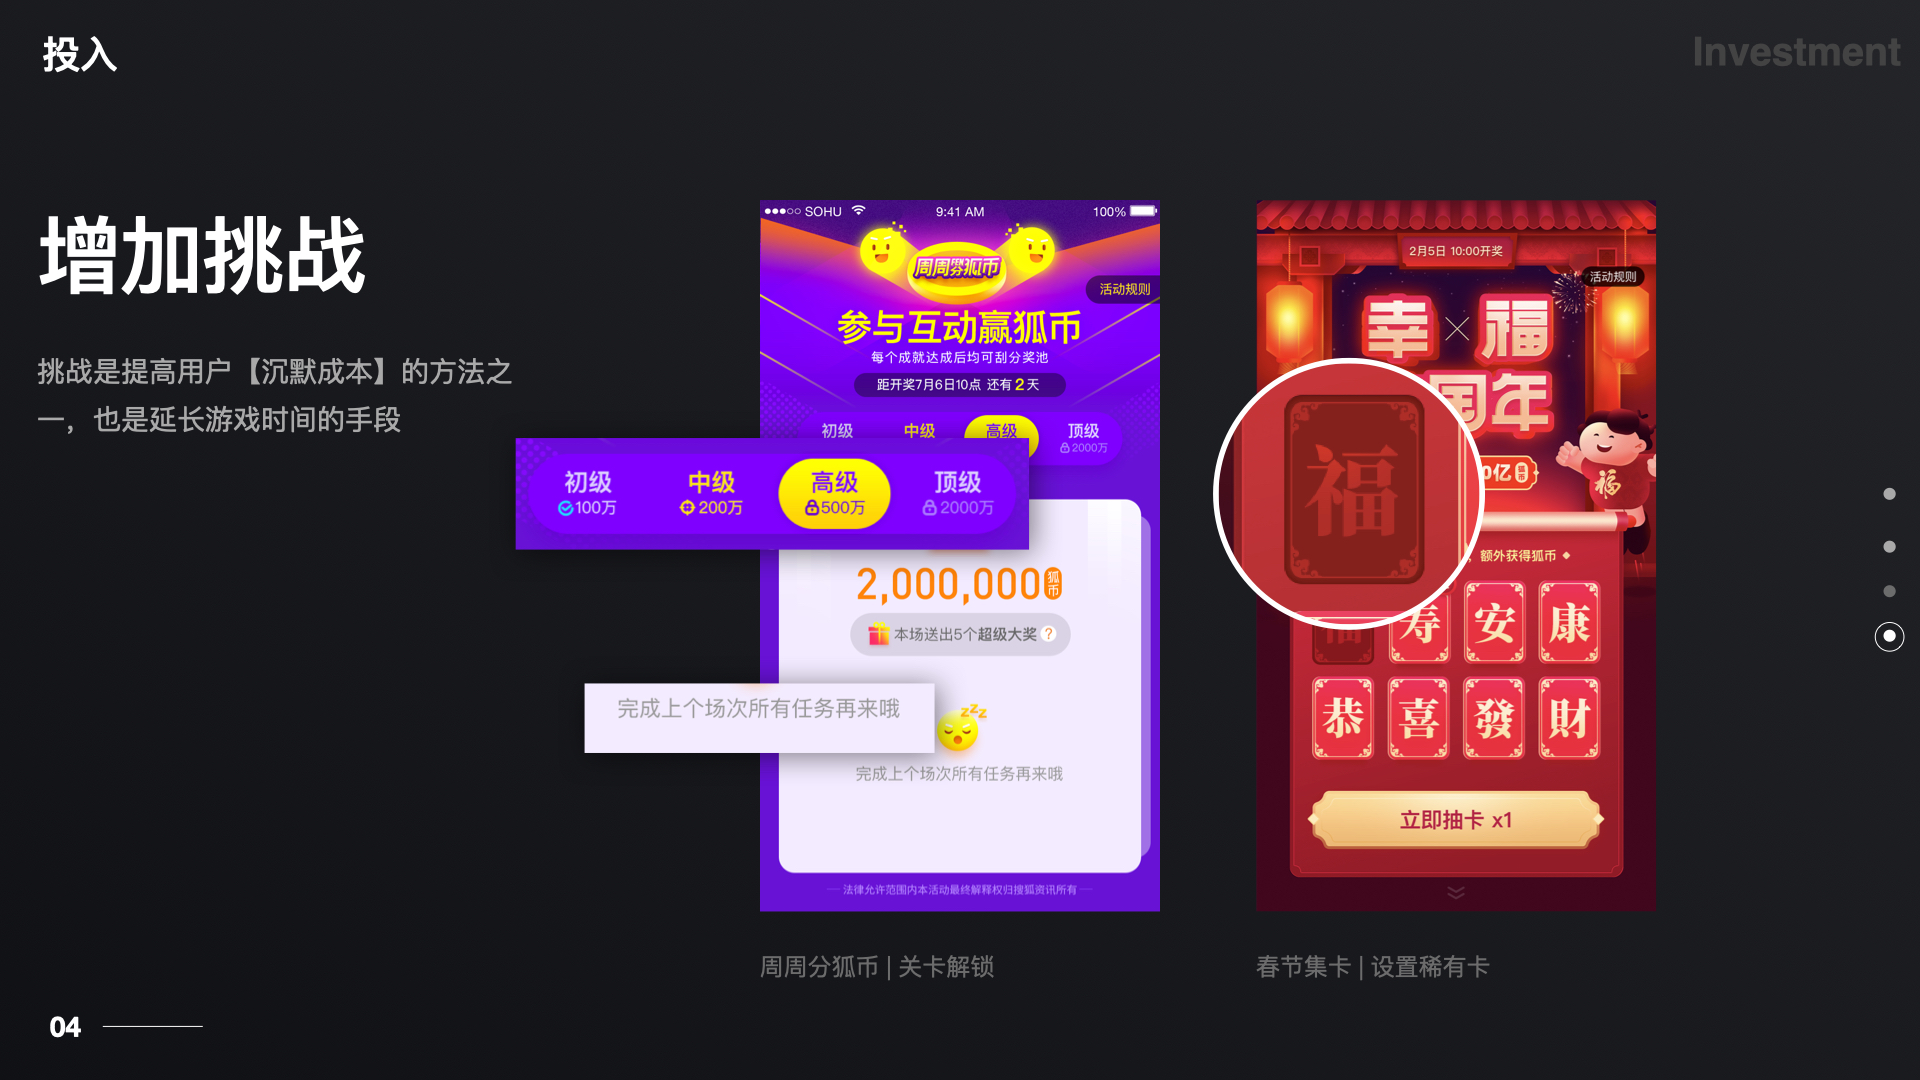 投入
Investment
增加挑战
挑战是提高用户【沉默成本】的方法之
一，也是延长游戏时间的手段
SOHU
9:41 AM
100%
周周分狐币
活动规则
参与互动赢狐币
每个成就达成后均可刮分奖池
距开奖7月6日10点 还有2天
初级
中级
高级
顶级
2000万
初级
中级
高级
顶级
100万
200万
500万
2000万
2,000,000狐币
本场送出5个超级大奖?
完成上个场次所有任务再来哦
完成上个场次所有任务再来哦
法律允许范围内本活动最终解释权归搜狐资讯所有
周周分狐币 | 关卡解锁
2月5日 10:00开奖
活动规则
幸×福
周年
0亿狐币
福
福
，额外获得狐币
福
寿
安
康
恭
喜
發
財
立即抽卡 x1
春节集卡 | 设置稀有卡
04